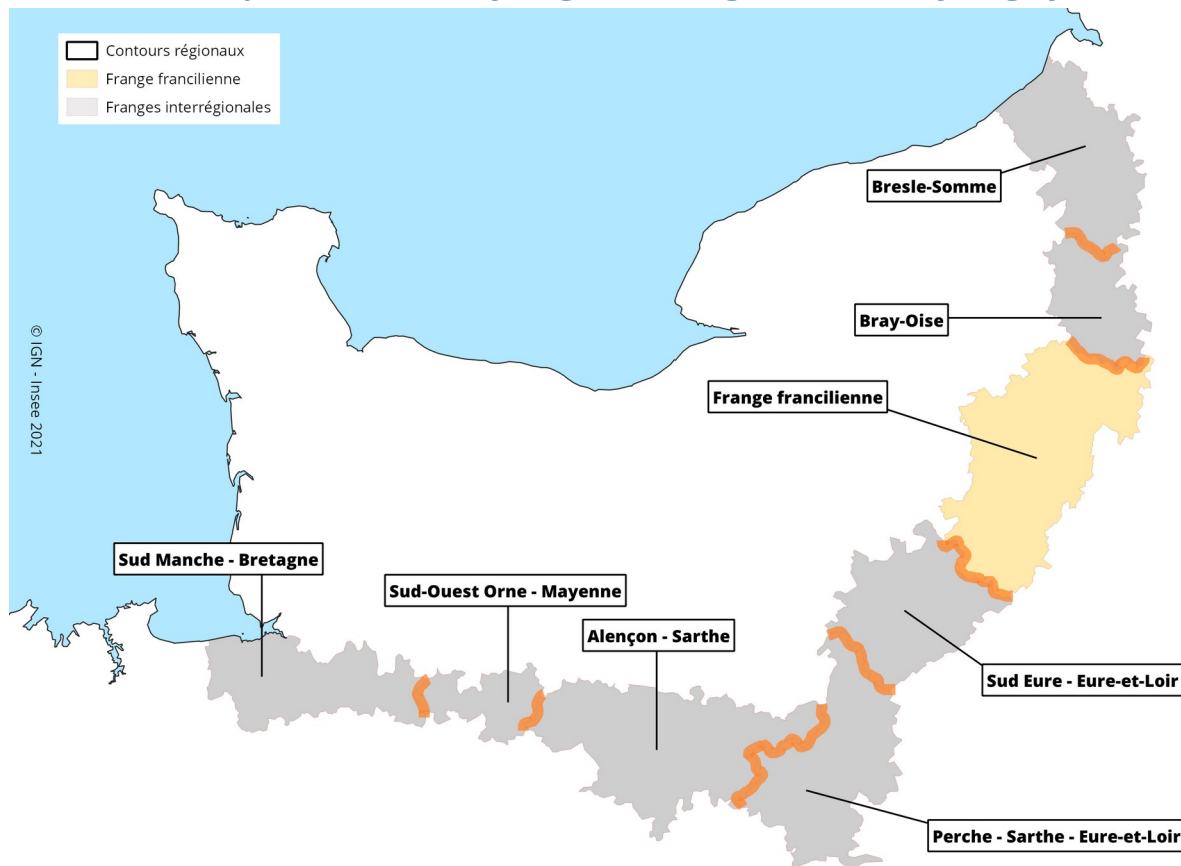 Contours régionaux
Frange francilienne
Franges interrégionales
Bresle-Somme
Bray-Oise
© IGN - Insee 2021
Frange francilienne
Sud Manche - Bretagne
Sud-Ouest Orne - Mayenne
Alençon - Sarthe
Sud Eure - Eure-et-Loir
Perche - Sarthe - Eure-et-Loir